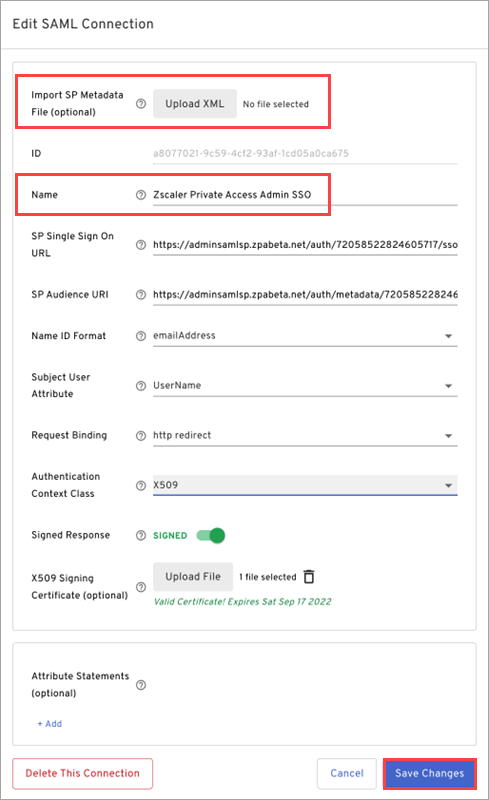 Edit SAML Connection
Import SP Metadata
File (optional)
Upload XML
No file selected
ID
a8077021-9c59-4cf2-93af-1cd05a0ca675
Name
Zscaler Private Access Admin SSO
SP Single Sign On
URL
https://adminsamlsp.zpabeta.net/auth/72058522824605717/sso
SP Audience URI
https://adminsamlsp.zpabeta.net/auth/metadata/720585228246
Name ID Format
emailAddress
Subject User
Attribute
UserName
Request Binding
http redirect
Authentication
Context Class
X509
Signed Response
SIGNED
X509 Signing
Certificate (optional)
Upload File
1 file selected
Valid Certificate! Expires Sat Sep 17 2022
Attribute Statements
(optional)
+ Add
Delete This Connection
Cancel
Save Changes